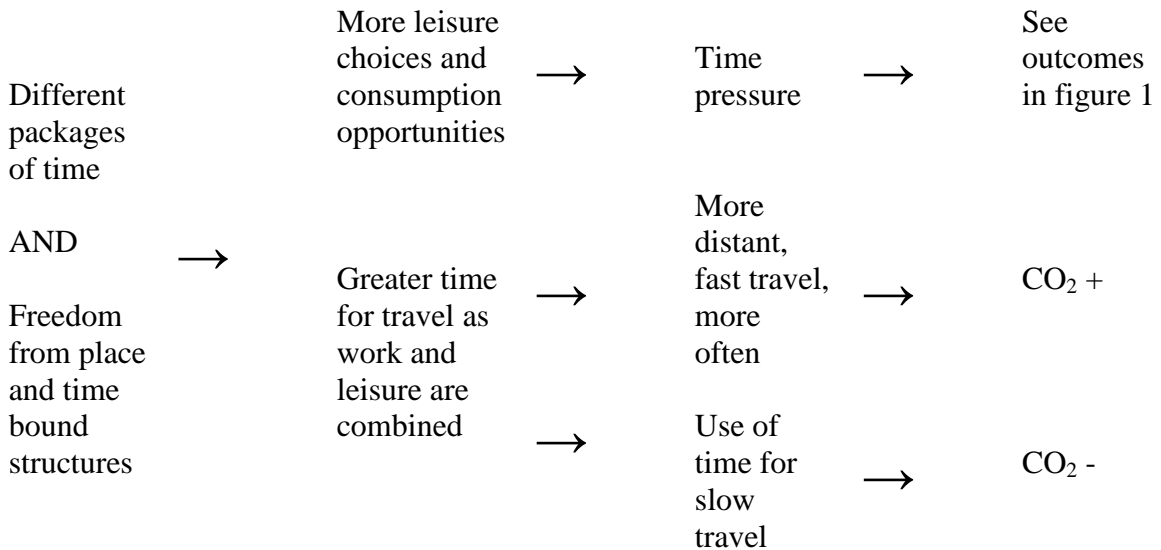 Different
packages
of time
AND
Freedom
from place
and time
bound
structures
→
More leisure
choices and
consumption
opportunities
→
Time
pressure
→
See
outcomes
in figure 1
Greater time
for travel as
work and
leisure are
combined
→
More
distant,
fast travel,
more
often
→
CO₂ +
→
Use of
time for
slow
travel
→
CO₂ -